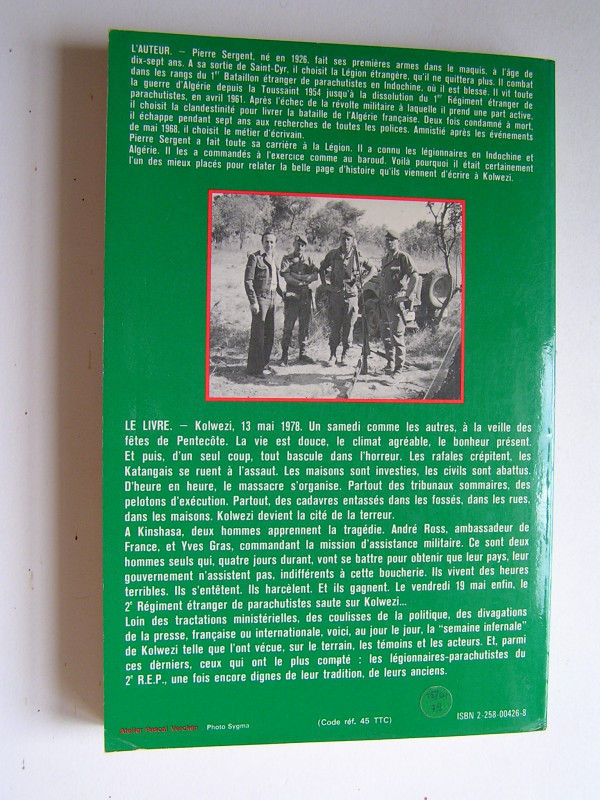 L'AUTEUR. — Pierre Sergent, né en 1926, fait ses premières armes dans le maquis, à l'âge de
dix-sept ans. A sa sortie de Saint-Cyr, il choisit la Légion étrangère, qu'il ne quittera plus. Il combat
dans les rangs du 1er Bataillon étranger de parachutistes en Indochine, où il est blessé. Il vit toute
la guerre d'Algérie depuis la Toussaint 1954 jusqu'à la dissolution du 1er Régiment étranger de
parachutistes, en avril 1961. Après l'échec de la révolte militaire à laquelle il prend une part active,
il choisit la clandestinité pour livrer la bataille de l'Algérie française. Deux fois condamné à mort,
il échappe pendant sept ans aux recherches de toutes les polices. Amnistié après les événements
de mai 1968, il choisit le métier d'écrivain.
Pierre Sergent a fait toute sa carrière à la Légion. Il a connu les légionnaires en Indochine et
Algérie. Il les a commandés à l'exercice comme au baroud. Voilà pourquoi il était certainement
l'un des mieux placés pour relater la belle page d'histoire qu'ils viennent d'écrire à Kolwezi.
LE LIVRE. — Kolwezi, 13 mai 1978. Un samedi comme les autres, à la veille des
fêtes de Pentecôte. La vie est douce, le climat agréable, le bonheur présent.
Et puis, d'un seul coup, tout bascule dans l'horreur. Les rafales crépitent, les
Katangais se ruent à l'assaut. Les maisons sont investies, les civils sont abattus.
D'heure en heure, le massacre s'organise. Partout des tribunaux sommaires, des
pelotons d'exécution. Partout, des cadavres entassés dans les fossés, dans les rues,
dans les maisons. Kolwezi devient la cité de la terreur.
A Kinshasa, deux hommes apprennent la tragédie. André Ross, ambassadeur de
France, et Yves Gras, commandant la mission d'assistance militaire. Ce sont deux
hommes seuls qui, quatre jours durant, vont se battre pour obtenir que leur pays, leur
gouvernement n'assistent pas, indifférents à cette boucherie. Ils vivent des heures
terribles. Ils s'entêtent. Ils harcèlent. Et ils gagnent. Le vendredi 19 mai enfin, le
2e Régiment étranger de parachutistes saute sur Kolwezi...
Loin des tractations ministérielles, des coulisses de la politique, des divagations
de la presse, française ou internationale, voici, au jour le jour, la "semaine infernale"
de Kolwezi telle que l'ont vécue, sur le terrain, les témoins et les acteurs. Et, parmi
ces derniers, ceux qui ont le plus compté : les légionnaires-parachutistes du
2e R.E.P., une fois encore dignes de leur tradition, de leurs anciens.
Atelier Pascal Vercken Photo Sygma
(Code réf. 45 TTC)
ISBN 2-258-00426-8